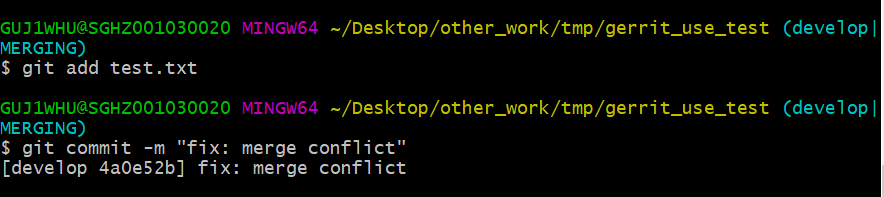 GUJ1WHU@SGHZ001030020 MINGW64 ~/Desktop/other_work/tmp/gerrit_use_test (develop|
MERGING)
$ git add test.txt
GUJ1WHU@SGHZ001030020 MINGW64 ~/Desktop/other_work/tmp/gerrit_use_test (develop|
MERGING)
$ git commit -m "fix: merge conflict"
[develop 4a0e52b] fix: merge conflict